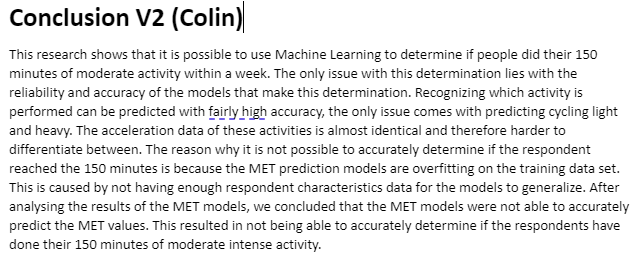 Conclusion V2 (Colin)
This research shows that it is possible to use Machine Learning to determine if people did their 150
minutes of moderate activity within a week. The only issue with this determination lies with the
reliability and accuracy of the models that make this determination. Recognizing which activity is
performed can be predicted with fairly high accuracy, the only issue comes with predicting cycling light
and heavy. The acceleration data of these activities is almost identical and therefore harder to
differentiate between. The reason why it is not possible to accurately determine if the respondent
reached the 150 minutes is because the MET prediction models are overfitting on the training data set.
This is caused by not having enough respondent characteristics data for the models to generalize. After
analysing the results of the MET models, we concluded that the MET models were not able to accurately
predict the MET values. This resulted in not being able to accurately determine if the respondents have
done their 150 minutes of moderate intense activity.